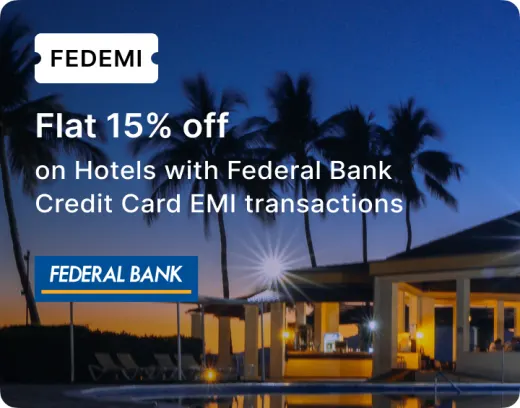 FEDEMI
Flat 15% off
on Hotels with Federal Bank
Credit Card EMI transactions
FEDERAL BANK